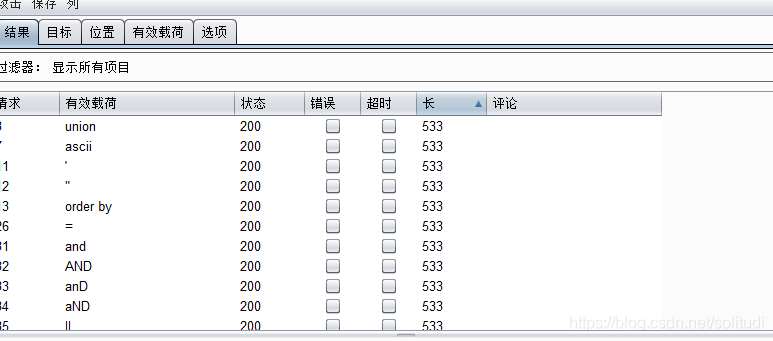 攻击 保存 列
结果 目标 位置 有效载荷 选项
过滤器： 显示所有项目
请求 有效载荷 状态 错误 超时 长 评论
3 union 200 533
7 ascii 200 533
11 ' 200 533
12 " 200 533
13 order by 200 533
26 = 200 533
31 and 200 533
32 AND 200 533
33 anD 200 533
34 aND 200 533
35 || 200 533
https://blog.csdn.net/solitudi